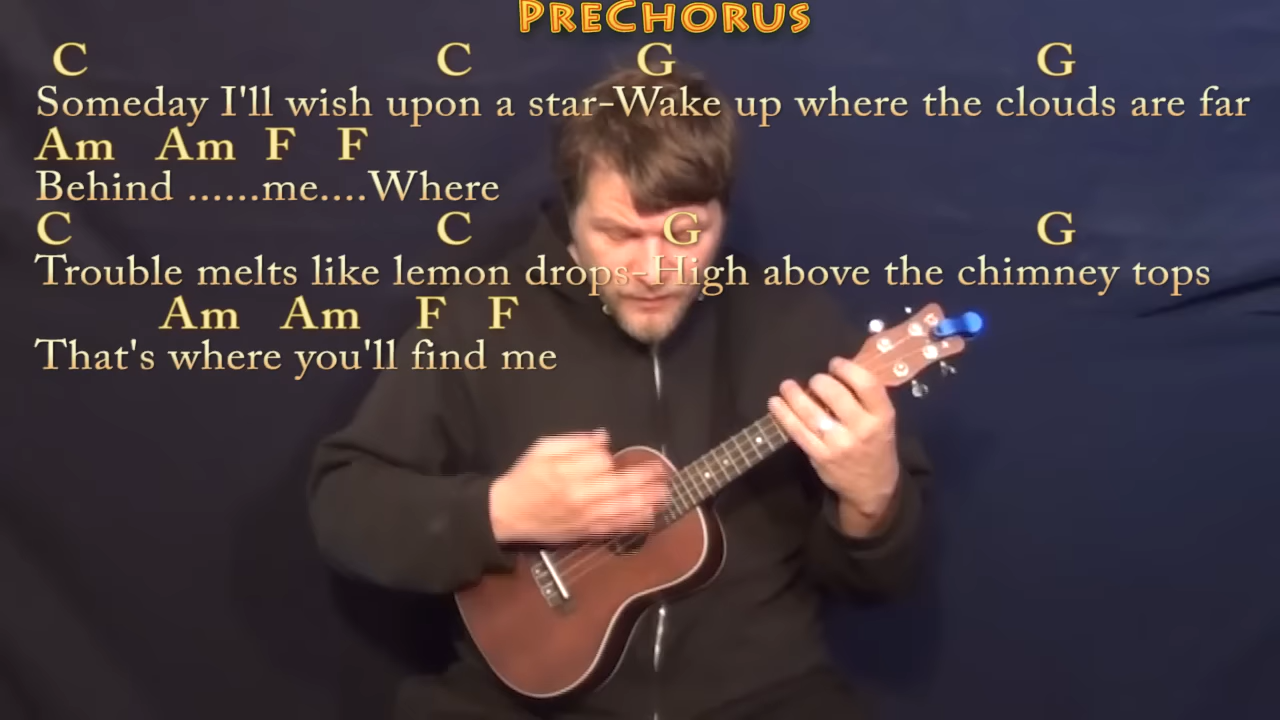 PreChorus
C C G G
Someday I'll wish upon a star-Wake up where the clouds are far
Am Am F F
Behind ......me....Where
C C G G
Trouble melts like lemon drops-High above the chimney tops
Am Am F F
That's where you'll find me